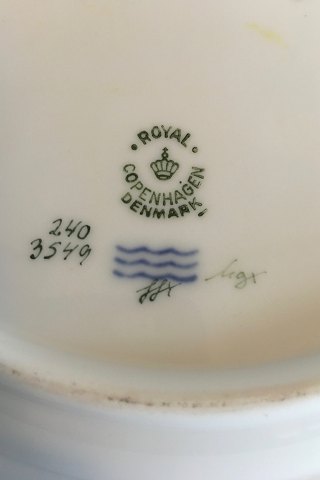 ROYAL
COPENHAGEN
DENMARK
240
3549